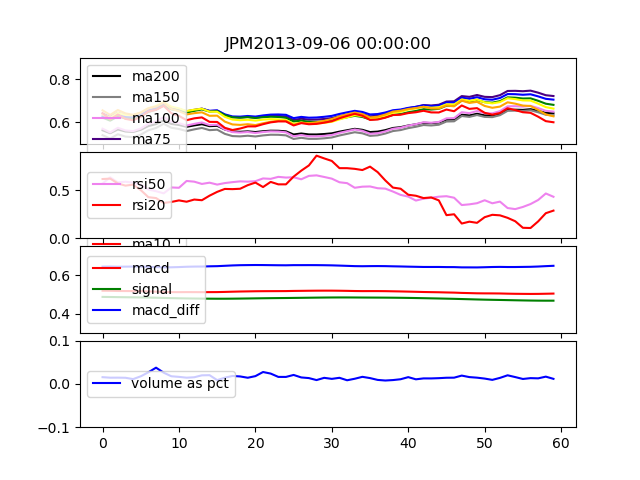 JPM2013-09-06 00:00:00
0.8
0.6
ma200
ma150
ma100
ma75
0.5
0.0
rsi50
rsi20
ma10
0.6
0.4
macd
signal
macd_diff
0.1
0.0
−0.1
volume as pct
0 10 20 30 40 50 60